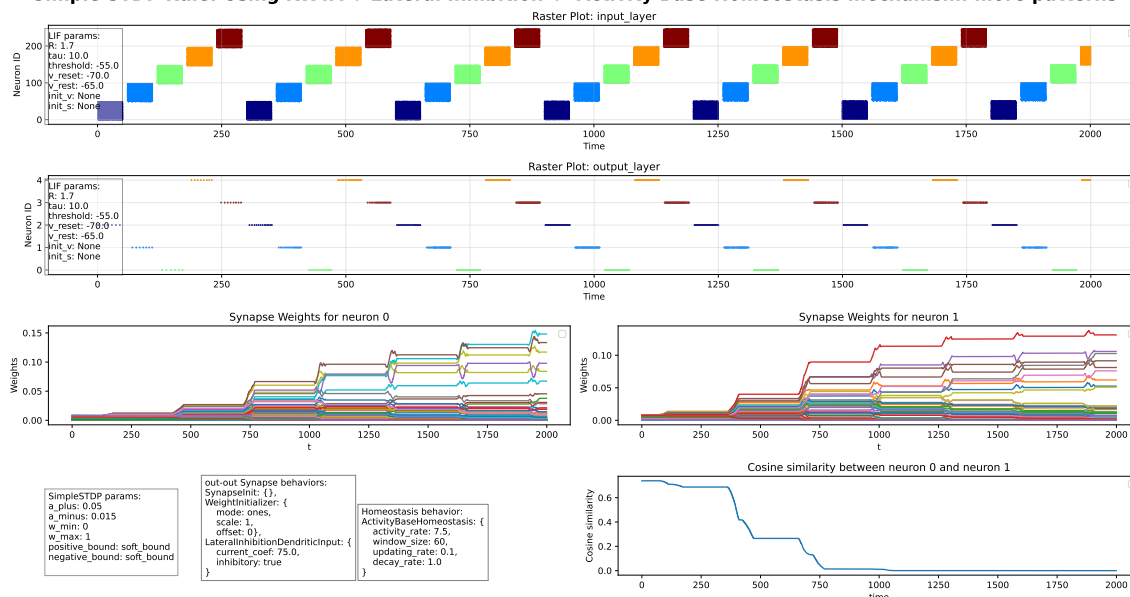 Raster Plot: input_layer
LIF params:
R: 1.7
tau: 10.0
threshold: -55.0
v_reset: -70.0
v_rest: -65.0
init_v: None
init_s: None
Neuron ID
200
100
0
0 250 500 750 1000 1250 1500 1750 2000
Time
Raster Plot: output_layer
LIF params:
R: 1.7
tau: 10.0
threshold: -55.0
v_reset: -70.0
v_rest: -65.0
init_v: None
init_s: None
Neuron ID
4
3
2
1
0
0 250 500 750 1000 1250 1500 1750 2000
Time
Synapse Weights for neuron 0
Weights
0.15
0.10
0.05
0.00
0 250 500 750 1000 1250 1500 1750 2000
t
Synapse Weights for neuron 1
Weights
0.10
0.05
0.00
0 250 500 750 1000 1250 1500 1750 2000
t
SimpleSTDP params:
a_plus: 0.05
a_minus: 0.015
w_min: 0
w_max: 1
positive_bound: soft_bound
negative_bound: soft_bound
out-out Synapse behaviors:
SynapseInit: {},
WeightInitializer: {
mode: ones,
scale: 1,
offset: 0},
LateralInhibitionDendriticInput: {
current_coef: 75.0,
inhibitory: true
}
Homeostasis behavior:
ActivityBaseHomeostasis: {
activity_rate: 7.5,
window_size: 60,
updating_rate: 0.1,
decay_rate: 1.0
}
Cosine similarity between neuron 0 and neuron 1
Cosine similarity
0.6
0.4
0.2
0.0
0 250 500 750 1000 1250 1500 1750 2000
time